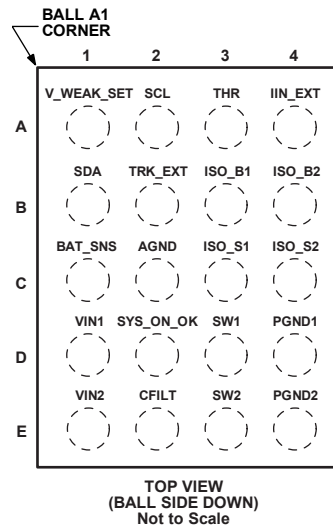 BALL A1
CORNER
1 2 3 4
V_WEAK_SET SCL THR IIN_EXT
A
SDA TRK_EXT ISO_B1 ISO_B2
B
BAT_SNS AGND ISO_S1 ISO_S2
C
VIN1 SYS_ON_OK SW1 PGND1
D
VIN2 CFILT SW2 PGND2
E
TOP VIEW
(BALL SIDE DOWN)
Not to Scale